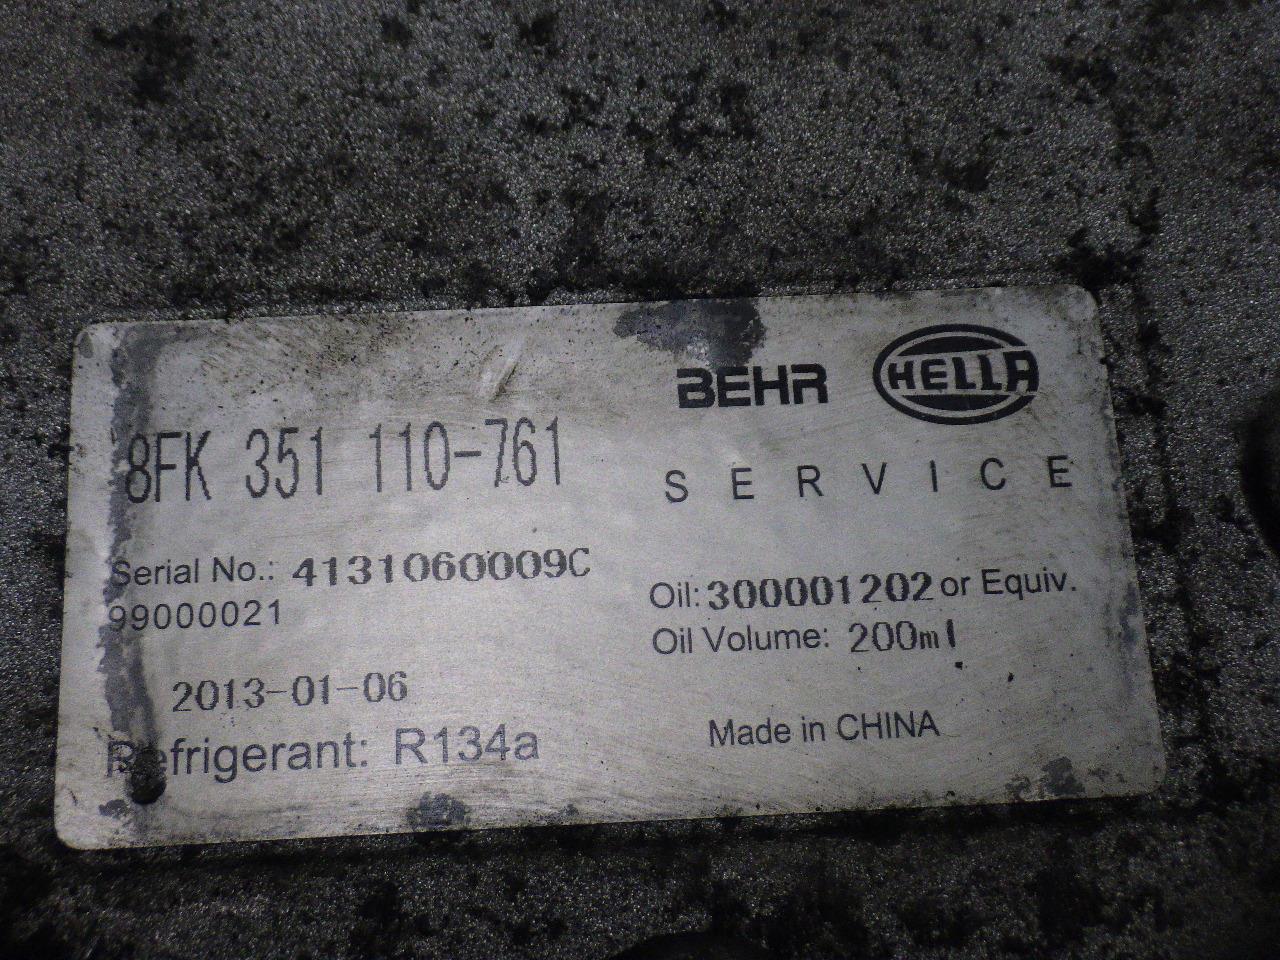 BEHR HELLA
SERVICE
8FK 351 110-761
Serial No.: 4131060009C
99000021
2013-01-06
Refrigerant: R134a
Oil: 300001202 or Equiv.
Oil Volume: 200ml
Made in CHINA